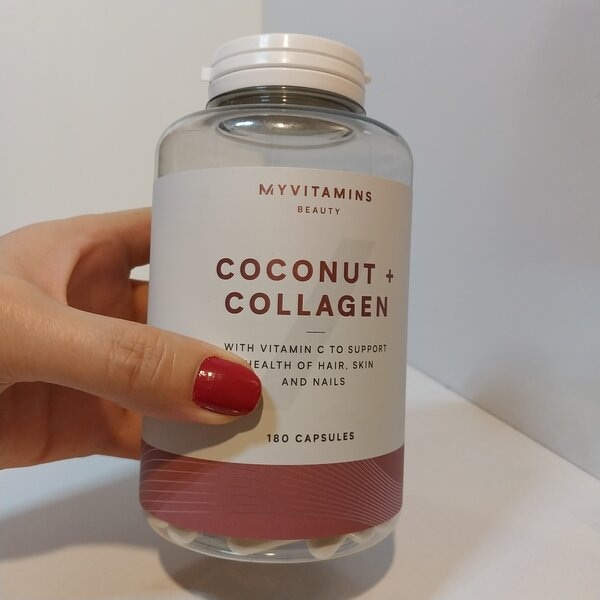 MYVITAMINS
BEAUTY
COCONUT +
COLLAGEN
WITH VITAMIN C TO SUPPORT
HEALTH OF HAIR, SKIN
AND NAILS
180 CAPSULES